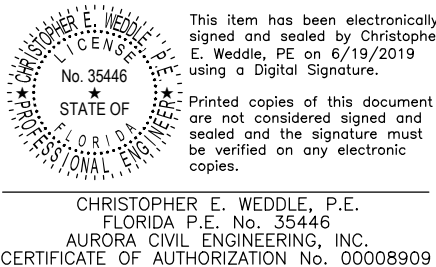 CHRISTOPHER E. WEDDLE, P.E.
LICENSE
No. 35446
STATE OF
FLORIDA
PROFESSIONAL ENGINEER
This item has been electronically
signed and sealed by Christophe
E. Weddle, PE on 6/19/2019
using a Digital Signature.
Printed copies of this document
are not considered signed and
sealed and the signature must
be verified on any electronic
copies.
CHRISTOPHER E. WEDDLE, P.E.
FLORIDA P.E. No. 35446
AURORA CIVIL ENGINEERING, INC.
CERTIFICATE OF AUTHORIZATION No. 00008909